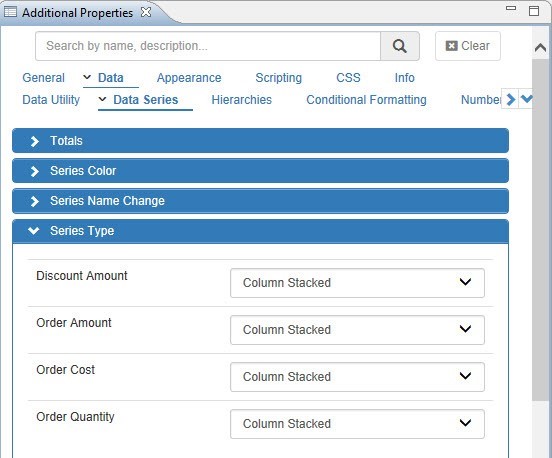 Additional Properties
Search by name, description...
Clear
General Data Appearance Scripting CSS Info
Data Utility Data Series Hierarchies Conditional Formatting Number
Totals
Series Color
Series Name Change
Series Type
Discount Amount Column Stacked
Order Amount Column Stacked
Order Cost Column Stacked
Order Quantity Column Stacked